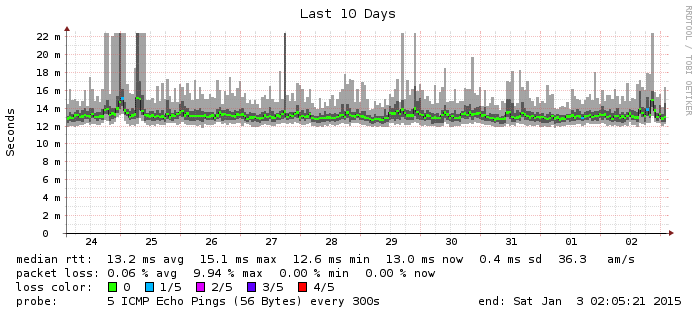 Last 10 Days
RRDTOOL / TOBI OETIKER
Seconds
22 m
20 m
18 m
16 m
14 m
12 m
10 m
8 m
6 m
4 m
2 m
0
24 25 26 27 28 29 30 31 01 02
median rtt: 13.2 ms avg 15.1 ms max 12.6 ms min 13.0 ms now 0.4 ms sd 36.3 am/s
packet loss: 0.06 % avg 9.94 % max 0.00 % min 0.00 % now
loss color: 0 1/5 2/5 3/5 4/5
probe: 5 ICMP Echo Pings (56 Bytes) every 300s end: Sat Jan 3 02:05:21 2015